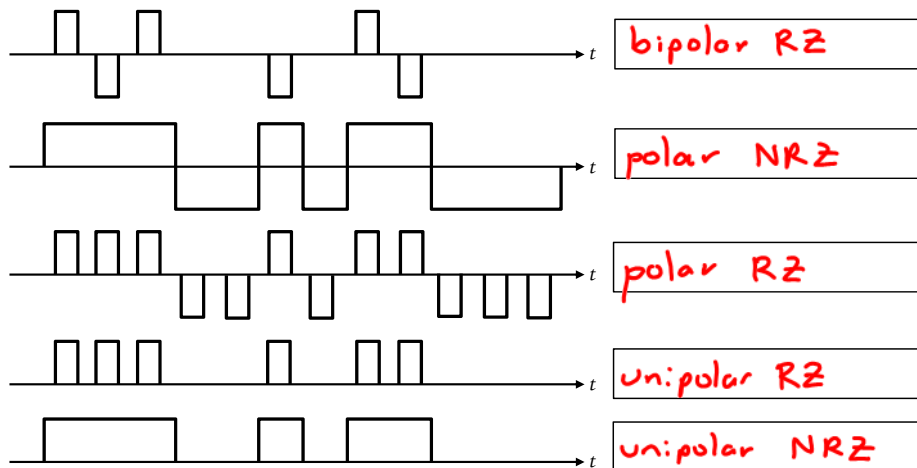 t bipolar RZ
t polar NRZ
t polar RZ
t unipolar RZ
t unipolar NRZ